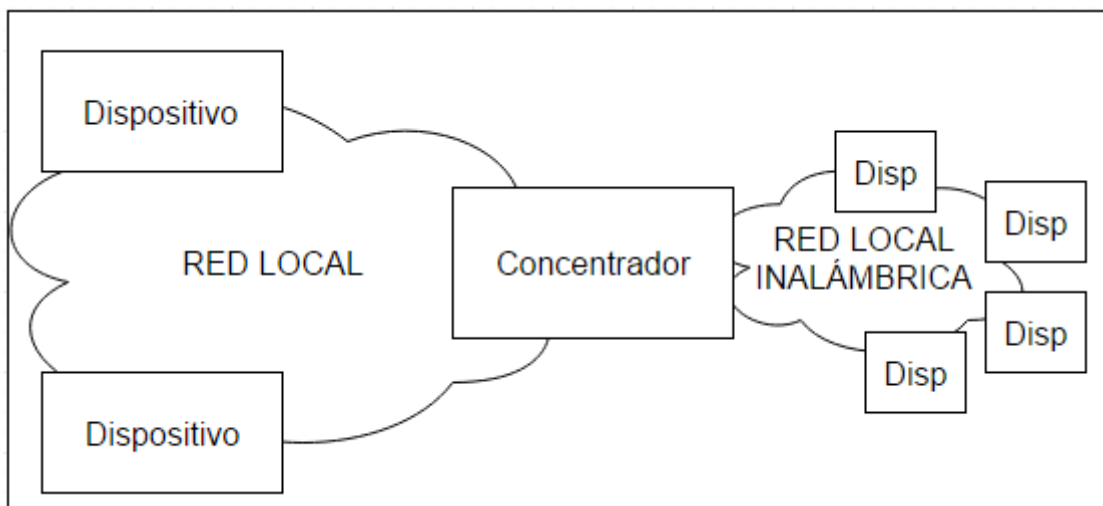 Dispositivo
Disp
Disp
RED LOCAL
Concentrador
RED LOCAL
INALÁMBRICA
Disp
Disp
Dispositivo